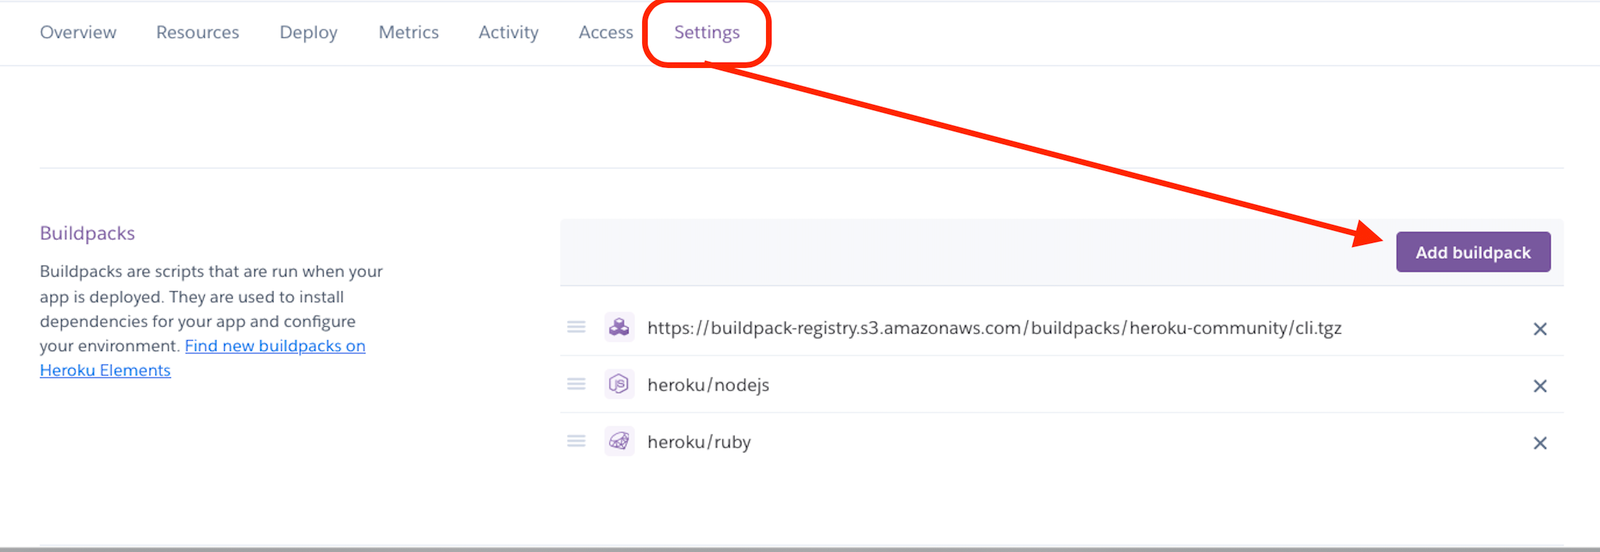 Overview Resources Deploy Metrics Activity Access Settings
Buildpacks
Buildpacks are scripts that are run when your
app is deployed. They are used to install
dependencies for your app and configure
your environment. Find new buildpacks on
Heroku Elements
Add buildpack
https://buildpack-registry.s3.amazonaws.com/buildpacks/heroku-community/cli.tgz
JS
heroku/nodejs
heroku/ruby